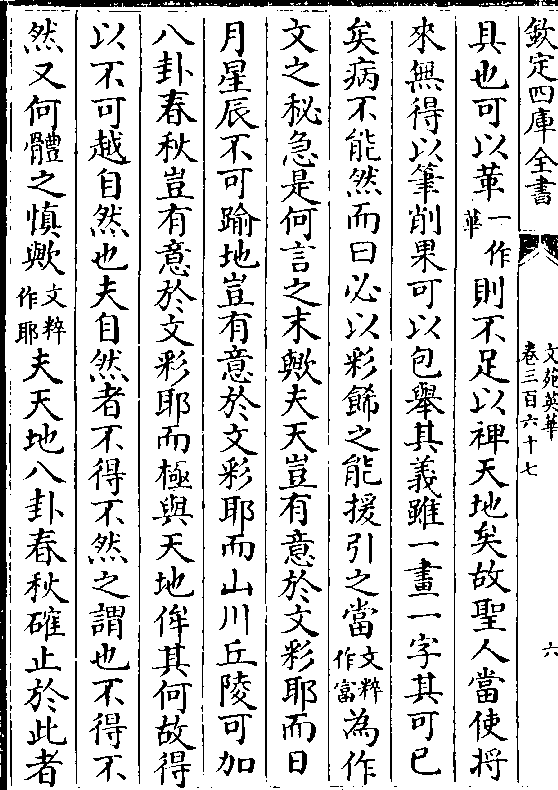 欽定四庫全書
文苑英華
卷三百六十七
六
具也可以革一作華則不足以禆天地矣故聖人當使將
來無得以筆削果可以包舉其義雖一畫一字其可已
矣病不能然而曰必以彩飾之能援引之當文粹作富為作
文之秘急是何言之末歟夫天豈有意於文彩耶而日
月星辰不可踰地豈有意於文彩耶而山川丘陵可加
八卦春秋豈有意於文彩耶而極與天地侔其何故得
以不可越自然也夫自然者不得不然之謂也不得不
然又何體之慎歟文粹作耶夫天地八卦春秋確止於此者